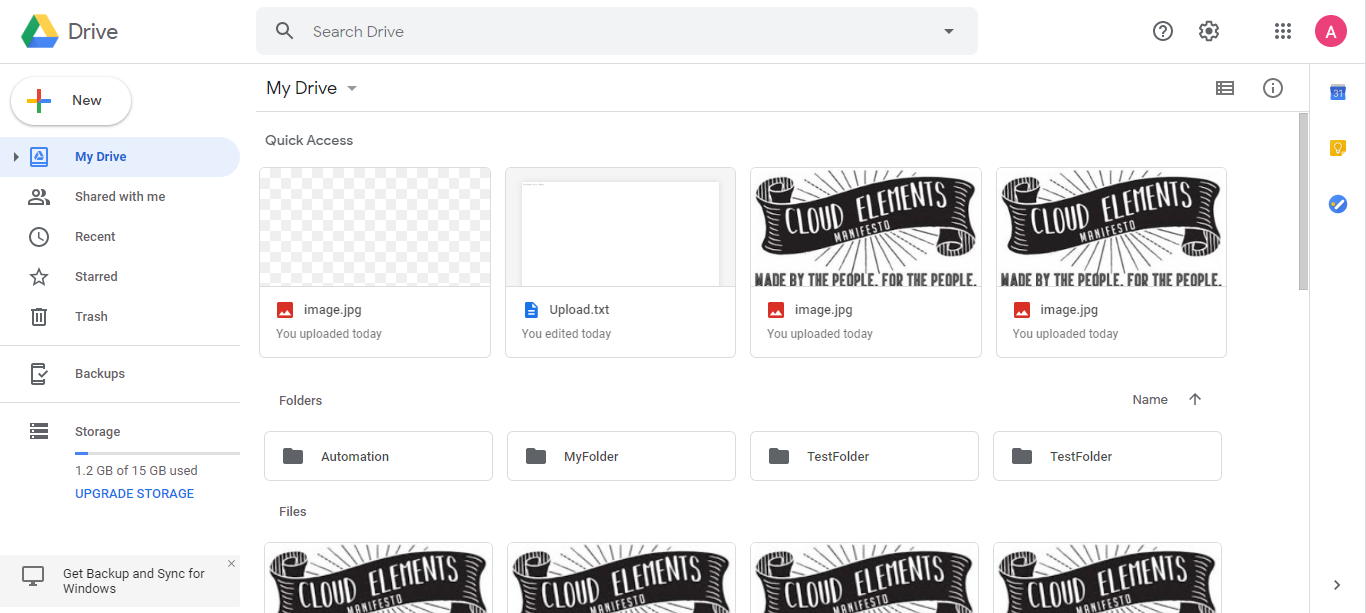 Drive
Search Drive
A
New
My Drive
My Drive
Shared with me
Recent
Starred
Trash
Backups
Storage
1.2 GB of 15 GB used
UPGRADE STORAGE
Get Backup and Sync for
Windows
31
Quick Access
CLOUD ELEMENTS
MANIFESTO
MADE BY THE PEOPLE. FOR THE PEOPLE.
CLOUD ELEMENTS
MANIFESTO
MADE BY THE PEOPLE. FOR THE PEOPLE.
image.jpg
You uploaded today
Upload.txt
You edited today
image.jpg
You uploaded today
image.jpg
You uploaded today
Folders
Name
Automation
MyFolder
TestFolder
TestFolder
Files
CLOUD ELEMENTS
MANIFESTO
CLOUD ELEMENTS
MANIFESTO
CLOUD ELEMENTS
MANIFESTO
CLOUD ELEMENTS
MANIFESTO